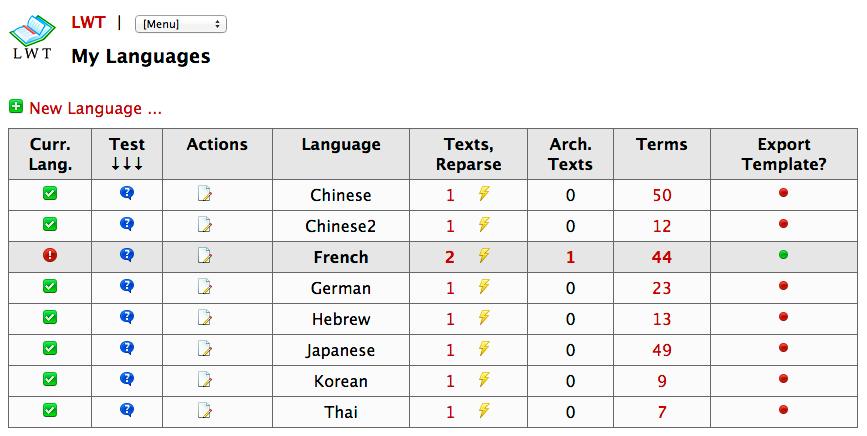 LWT | [Menu]
LWT
My Languages
New Language ...
Curr. Lang. Test ↓↓↓ Actions Language Texts, Reparse Arch. Texts Terms Export Template?
Chinese 1 0 50
Chinese2 1 0 12
French 2 1 44
German 1 0 23
Hebrew 1 0 13
Japanese 1 0 49
Korean 1 0 9
Thai 1 0 7